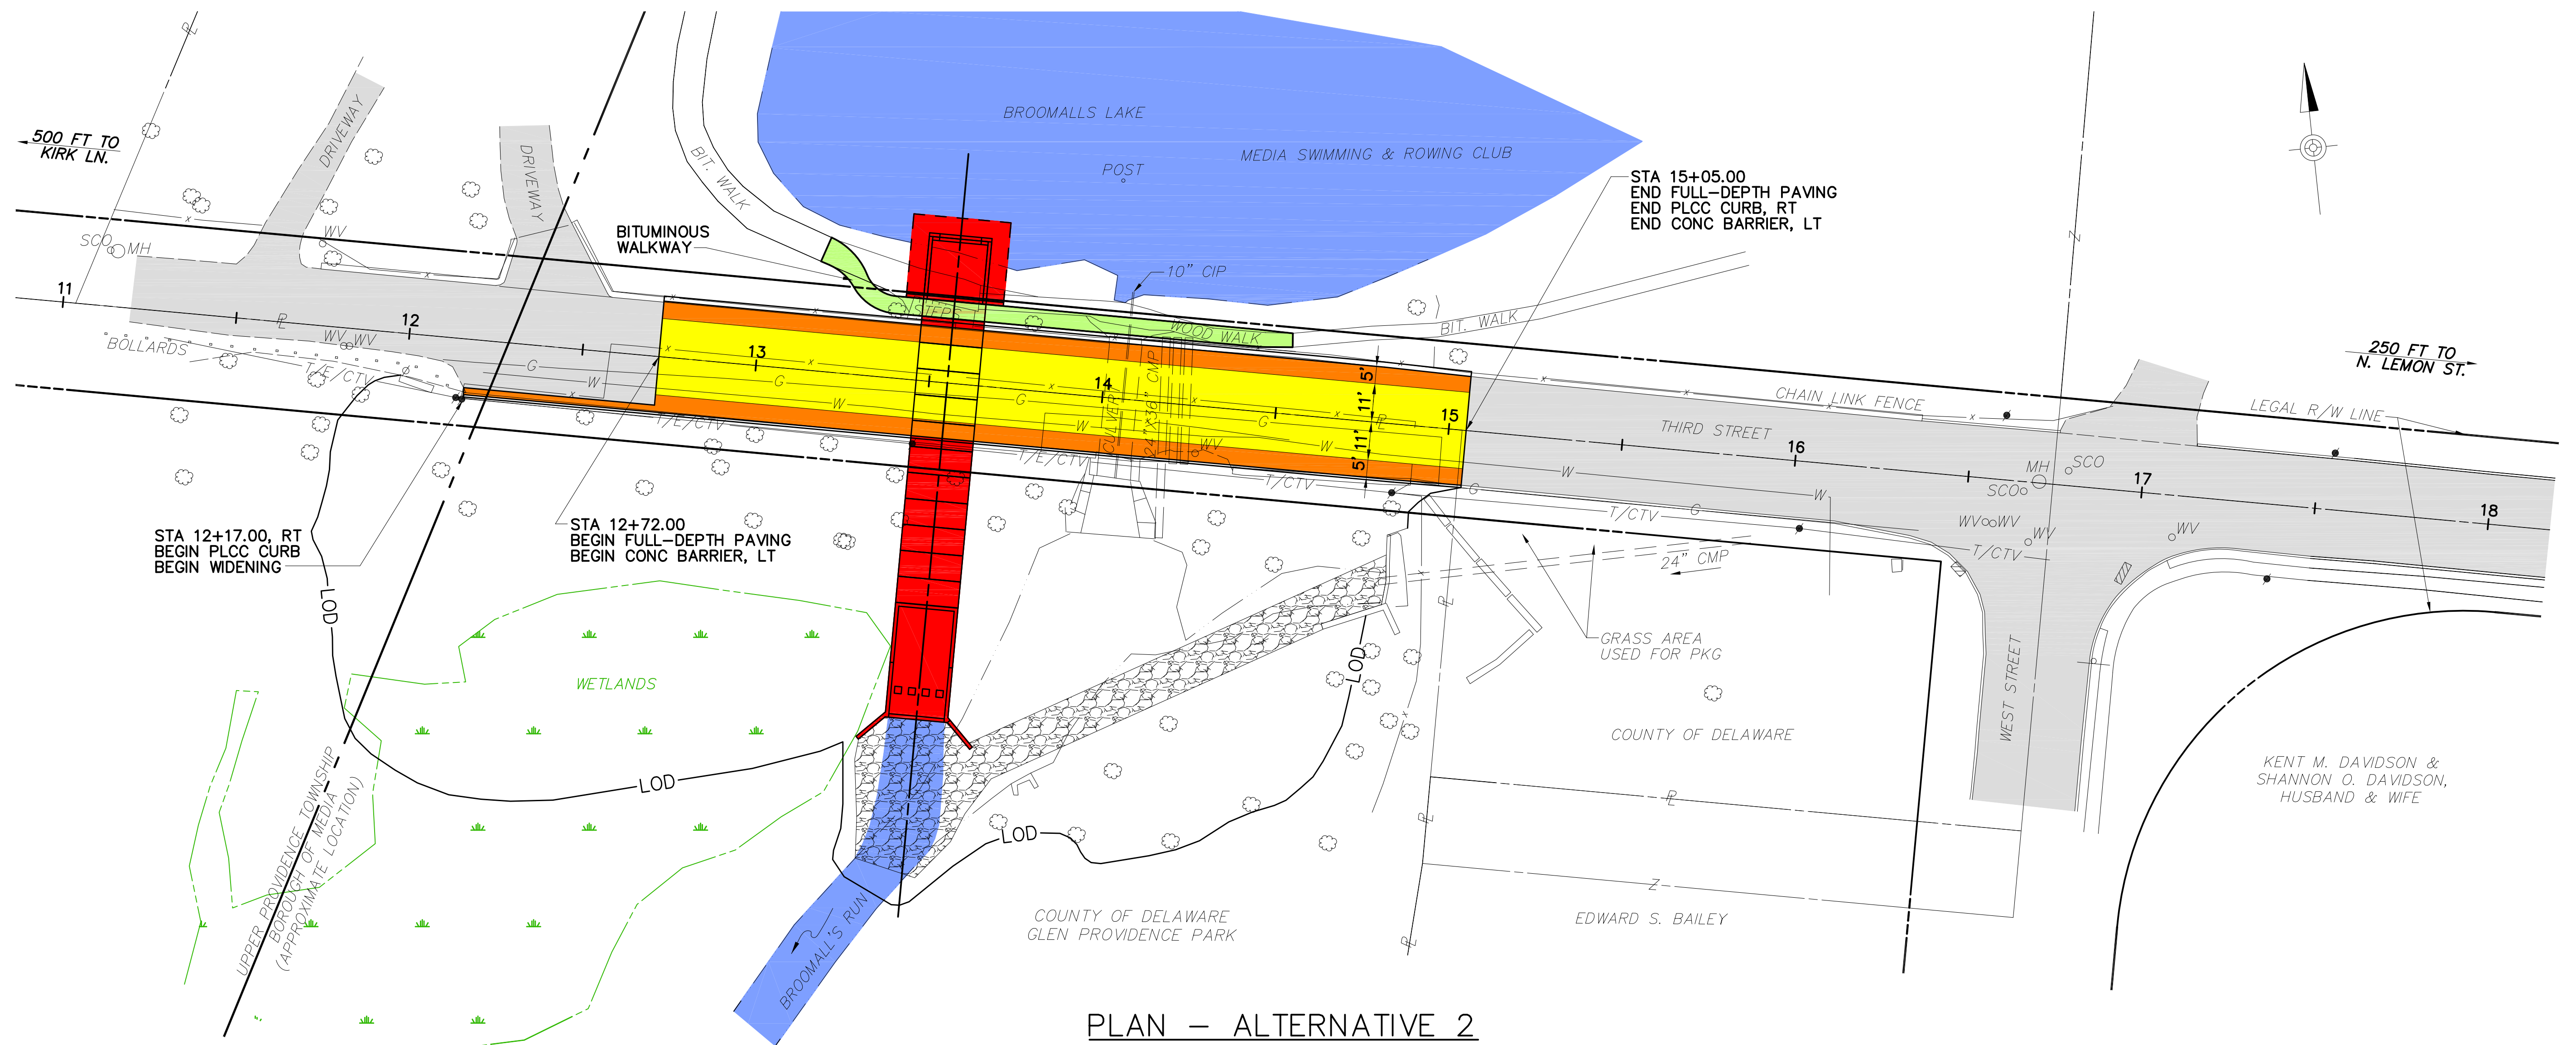 500 FT TO
KIRK LN.
DRIVEWAY
DRIVEWAY
BIT. WALK
BROOMALLS LAKE
POST
MEDIA SWIMMING & ROWING CLUB
STA 15+05.00
END FULL-DEPTH PAVING
END PLCC CURB, RT
END CONC BARRIER, LT
BITUMINOUS
WALKWAY
10" CIP
SCO
MH
WV
STEPS
WOOD WALK
BIT. WALK
250 FT TO
N. LEMON ST.
CHAIN LINK FENCE
LEGAL R/W LINE
THIRD STREET
11
12
13
14
15
16
17
18
BOLLARDS
WV
WV
T/E/CTV
G
W
G
W
T/E/CTV
G
W
CULVERT
24"X36" CMP
T/E/CTV
WV
G
W
T/CTV
5'
11'
11'
5'
G
W
G
W
T/CTV
MH
SCO
SCO
WV
WV
WV
WV
T/CTV
24" CMP
STA 12+17.00, RT
BEGIN PLCC CURB
BEGIN WIDENING
STA 12+72.00
BEGIN FULL-DEPTH PAVING
BEGIN CONC BARRIER, LT
LOD
LOD
LOD
LOD
WETLANDS
GRASS AREA
USED FOR PKG
COUNTY OF DELAWARE
WEST STREET
KENT M. DAVIDSON &
SHANNON O. DAVIDSON,
HUSBAND & WIFE
UPPER PROVIDENCE TOWNSHIP
BOROUGH OF MEDIA
(APPROXIMATE LOCATION)
BROOMALL'S RUN
COUNTY OF DELAWARE
GLEN PROVIDENCE PARK
EDWARD S. BAILEY
PLAN - ALTERNATIVE 2